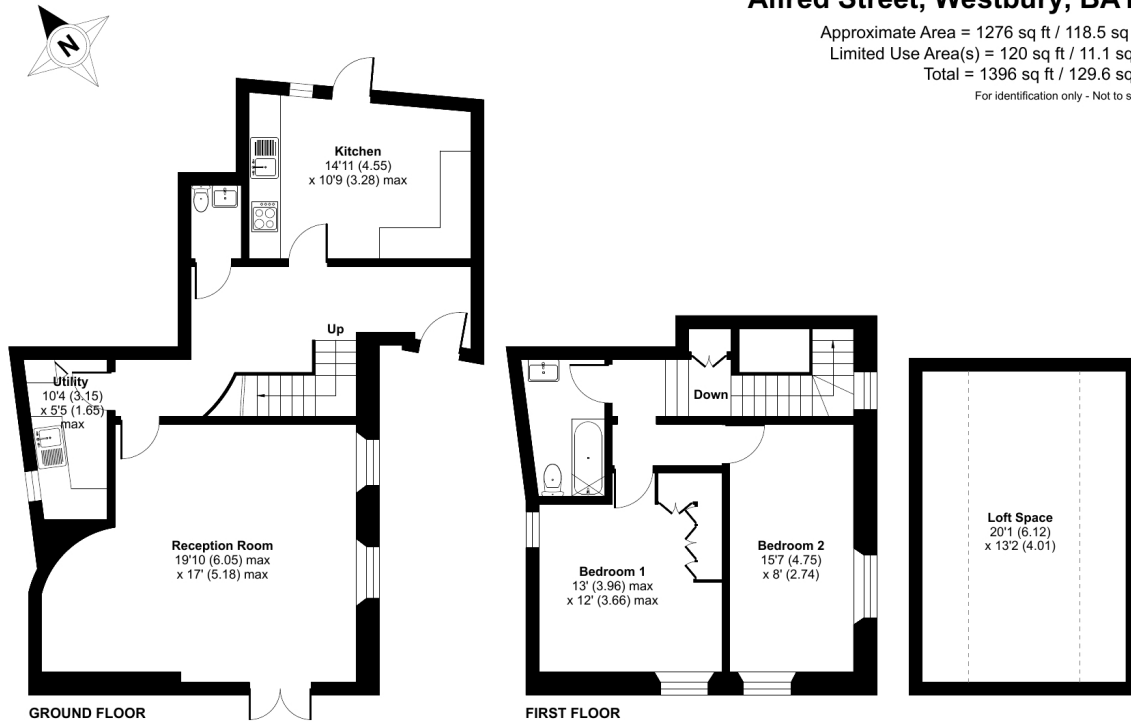 Alfred Street, Westbury, BA1
Approximate Area = 1276 sq ft / 118.5 sq
Limited Use Area(s) = 120 sq ft / 11.1 sq
Total = 1396 sq ft / 129.6 sq
For identification only - Not to s
N
Kitchen
14'11 (4.55)
x 10'9 (3.28) max
Up
Utility
10'4 (3.15)
x 5'5 (1.65)
max
Reception Room
19'10 (6.05) max
x 17' (5.18) max
GROUND FLOOR
Down
Bedroom 1
13' (3.96) max
x 12' (3.66) max
Bedroom 2
15'7 (4.75)
x 8' (2.74)
FIRST FLOOR
Loft Space
20'1 (6.12)
x 13'2 (4.01)